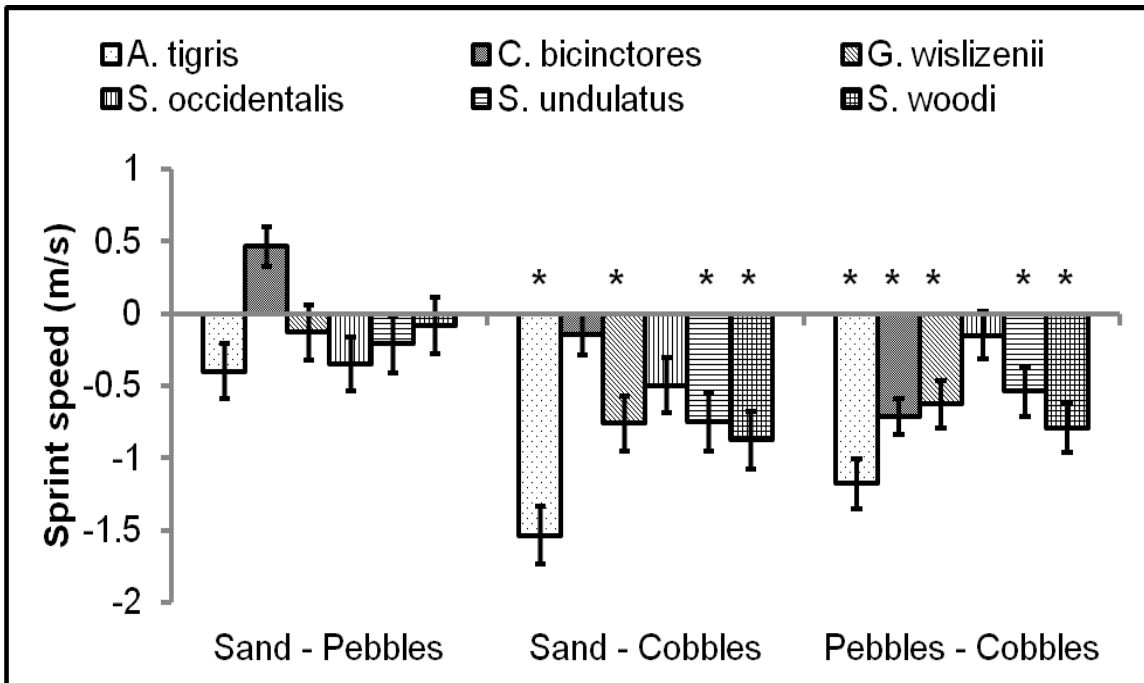 A. tigris C. bicinctores G. wislizenii
S. occidentalis S. undulatus S. woodi
Sprint speed (m/s)
1
0.5
0
-0.5
-1
-1.5
-2
* * * * * * * * *
Sand - Pebbles Sand - Cobbles Pebbles - Cobbles